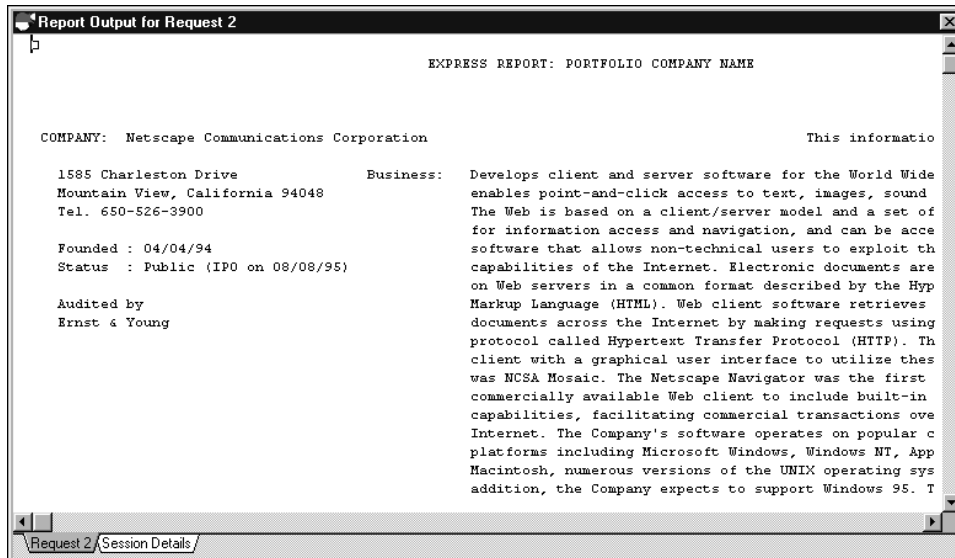 Report Output for Request 2
EXPRESS REPORT: PORTFOLIO COMPANY NAME
COMPANY: Netscape Communications Corporation This informatio
1585 Charleston Drive Business: Develops client and server software for the World Wide
Mountain View, California 94048 enables point-and-click access to text, images, sound
Tel. 650-526-3900 The Web is based on a client/server model and a set of
for information access and navigation, and can be acce
Founded : 04/04/94 software that allows non-technical users to exploit th
Status : Public (IPO on 08/08/95) capabilities of the Internet. Electronic documents are
on Web servers in a common format described by the Hyp
Audited by Markup Language (HTML). Web client software retrieves
Ernst & Young documents across the Internet by making requests using
protocol called Hypertext Transfer Protocol (HTTP). Th
client with a graphical user interface to utilize thes
was NCSA Mosaic. The Netscape Navigator was the first
commercially available Web client to include built-in
capabilities, facilitating commercial transactions ove
Internet. The Company's software operates on popular c
platforms including Microsoft Windows, Windows NT, App
Macintosh, numerous versions of the UNIX operating sys
addition, the Company expects to support Windows 95. T
Request 2 Session Details